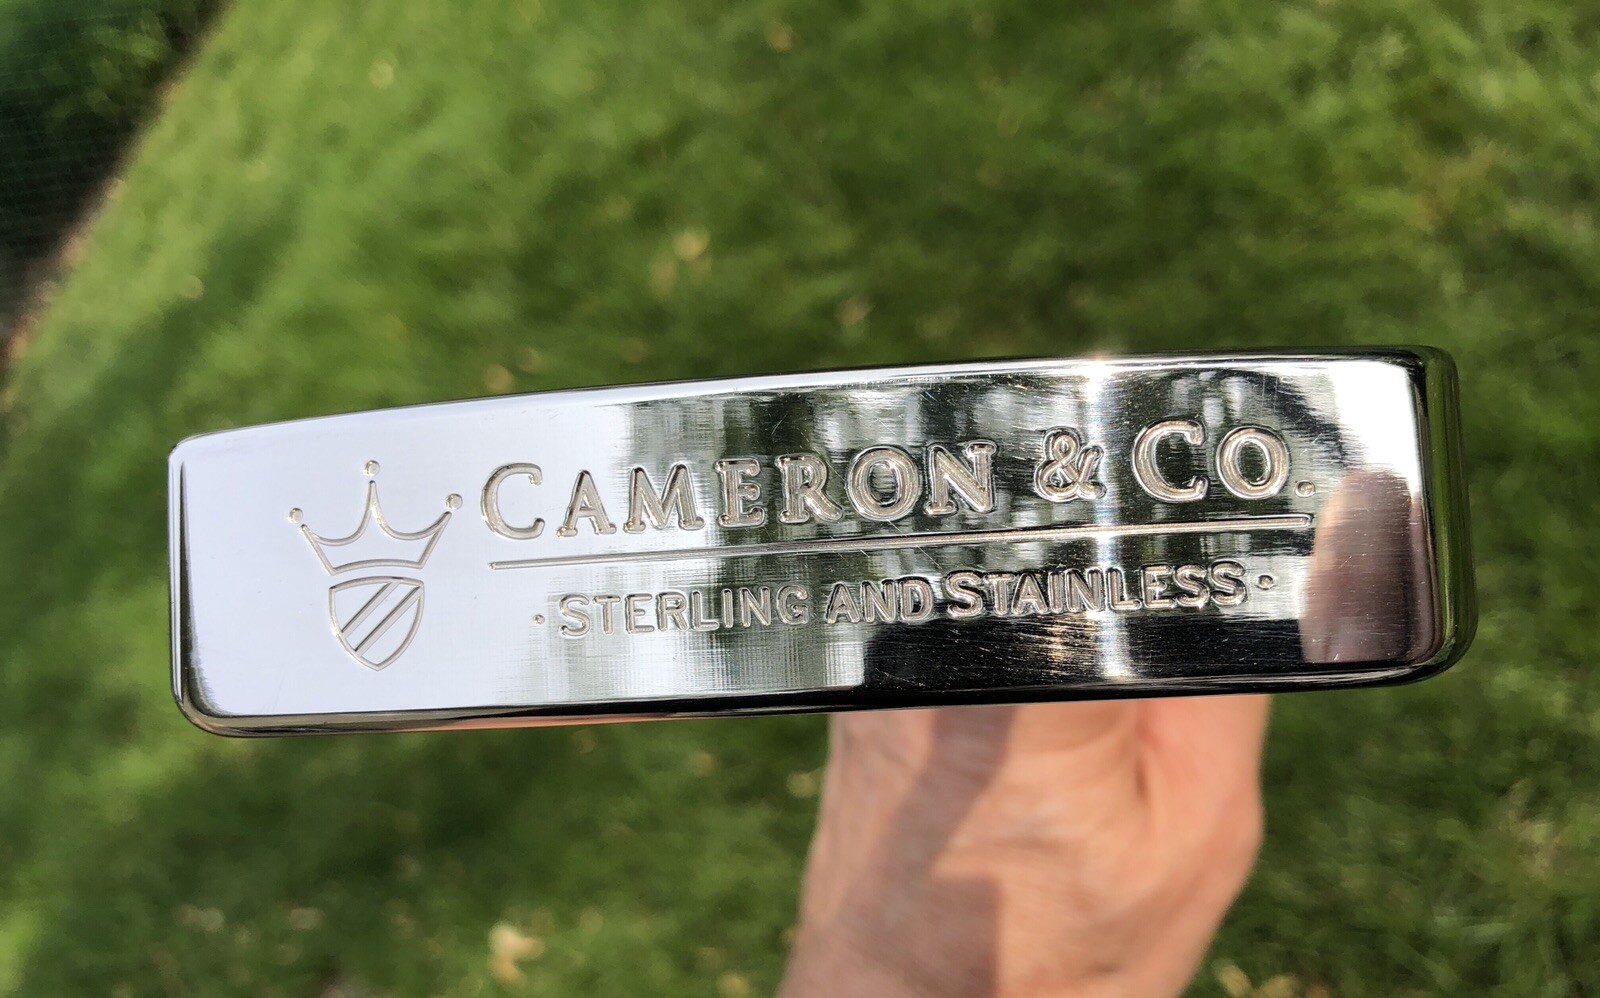 CAMERON & CO.
· STERLING AND STAINLESS ·